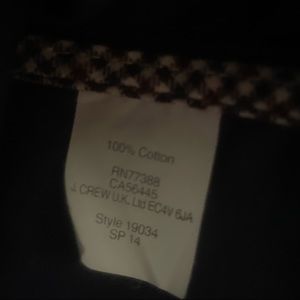 100% Cotton
RN77388
CA56445
J. CREW U.K. Ltd EC4V 6JA
Style 19034
SP 14